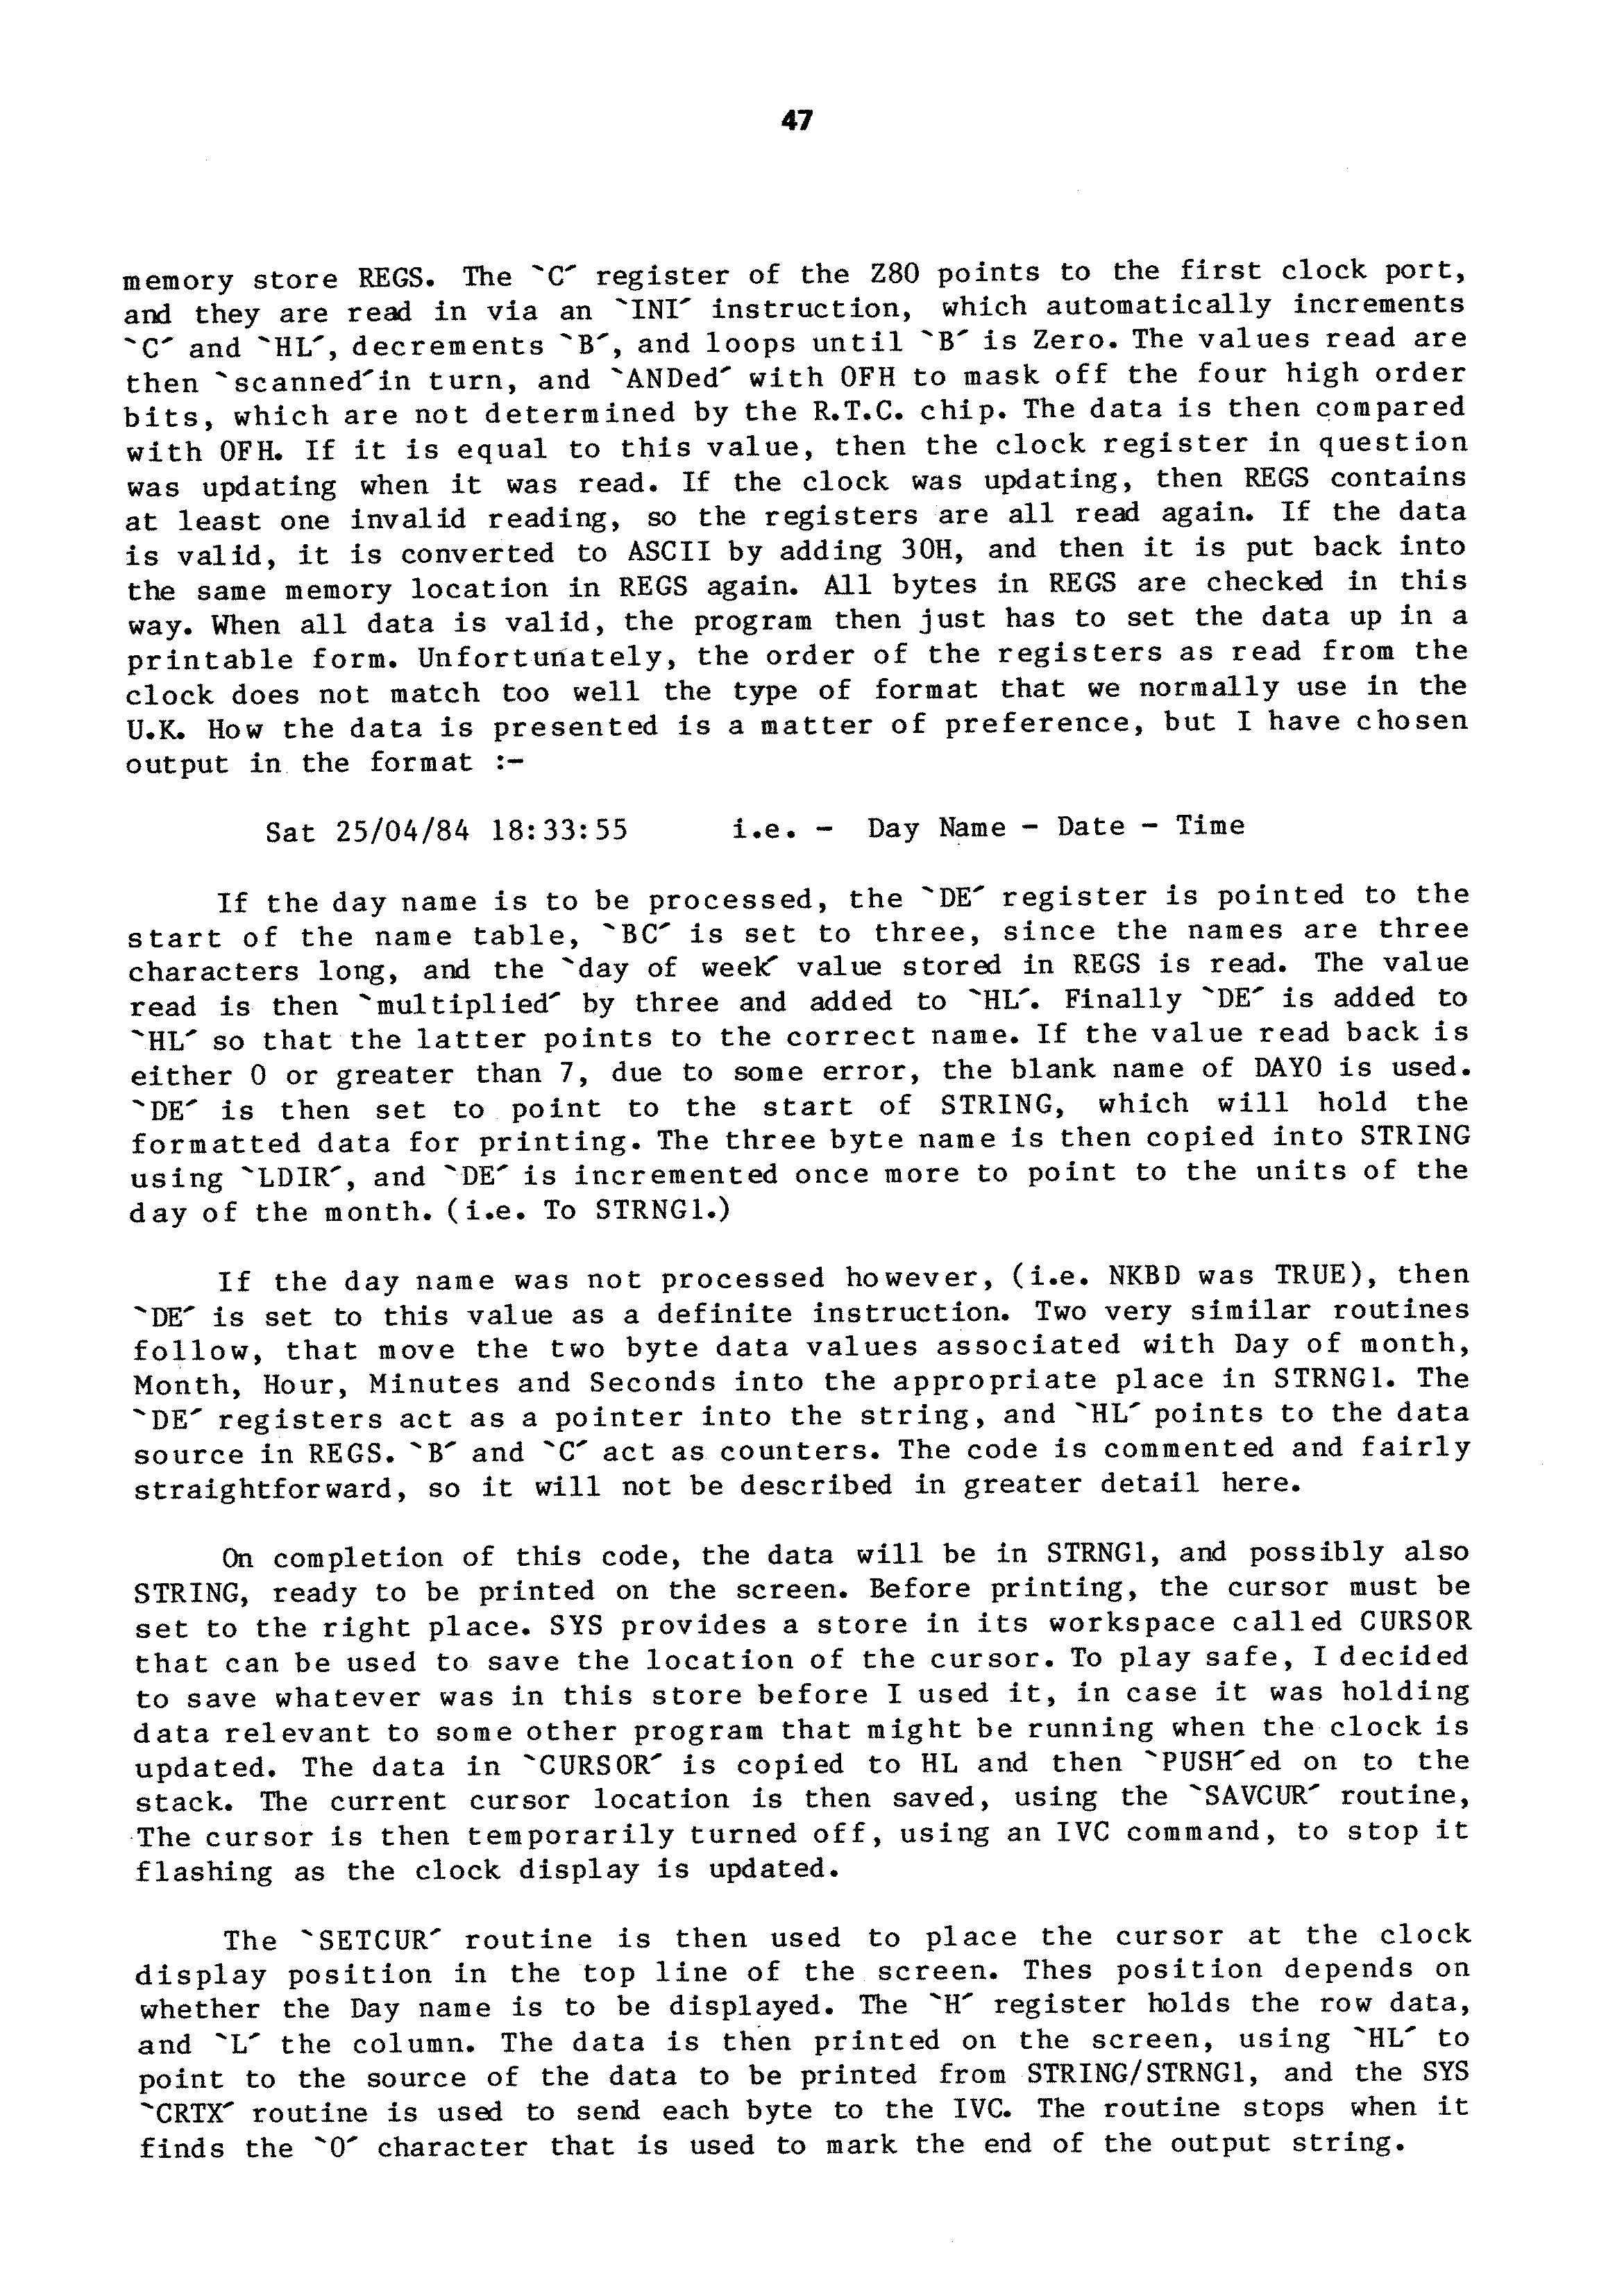 47
memory store REGS. The `C´ register of the Z80 points to the first clock port,
and they are read in via an `INI´ instruction, which automatically increments
`C´ and `HL´, decrements `B´, and loops until `B´ is Zero. The values read are
then `scanned´in turn, and `ANDed´ with 0FH to mask off the four high order
bits, which are not determined by the R.T.C. chip. The data is then compared
with 0FH. If it is equal to this value, then the clock register in question
was updating when it was read. If the clock was updating, then REGS contains
at least one invalid reading, so the registers are all read again. If the data
is valid, it is converted to ASCII by adding 30H, and then it is put back into
the same memory location in REGS again. All bytes in REGS are checked in this
way. When all data is valid, the program then just has to set the data up in a
printable form. Unfortunately, the order of the registers as read from the
clock does not match too well the type of format that we normally use in the
U.K. How the data is presented is a matter of preference, but I have chosen
output in the format :-
Sat 25/04/84 18:33:55 i.e. - Day Name - Date - Time
If the day name is to be processed, the `DE´ register is pointed to the
start of the name table, `BC´ is set to three, since the names are three
characters long, and the `day of week´ value stored in REGS is read. The value
read is then `multiplied´ by three and added to `HL´. Finally `DE´ is added to
`HL´ so that the latter points to the correct name. If the value read back is
either 0 or greater than 7, due to some error, the blank name of DAY0 is used.
`DE´ is then set to point to the start of STRING, which will hold the
formatted data for printing. The three byte name is then copied into STRING
using `LDIR´, and `DE´ is incremented once more to point to the units of the
day of the month. (i.e. To STRNG1.)
If the day name was not processed however, (i.e. NKBD was TRUE), then
`DE´ is set to this value as a definite instruction. Two very similar routines
follow, that move the two byte data values associated with Day of month,
Month, Hour, Minutes and Seconds into the appropriate place in STRNG1. The
`DE´ registers act as a pointer into the string, and `HL´ points to the data
source in REGS. `B´ and `C´ act as counters. The code is commented and fairly
straightforward, so it will not be described in greater detail here.
On completion of this code, the data will be in STRNG1, and possibly also
STRING, ready to be printed on the screen. Before printing, the cursor must be
set to the right place. SYS provides a store in its workspace called CURSOR
that can be used to save the location of the cursor. To play safe, I decided
to save whatever was in this store before I used it, in case it was holding
data relevant to some other program that might be running when the clock is
updated. The data in `CURSOR´ is copied to HL and then `PUSH´ed on to the
stack. The current cursor location is then saved, using the `SAVCUR´ routine,
The cursor is then temporarily turned off, using an IVC command, to stop it
flashing as the clock display is updated.
The `SETCUR´ routine is then used to place the cursor at the clock
display position in the top line of the screen. Thes position depends on
whether the Day name is to be displayed. The `H´ register holds the row data,
and `L´ the column. The data is then printed on the screen, using `HL´ to
point to the source of the data to be printed from STRING/STRNG1, and the SYS
`CRTX´ routine is used to send each byte to the IVC. The routine stops when it
finds the `0´ character that is used to mark the end of the output string.